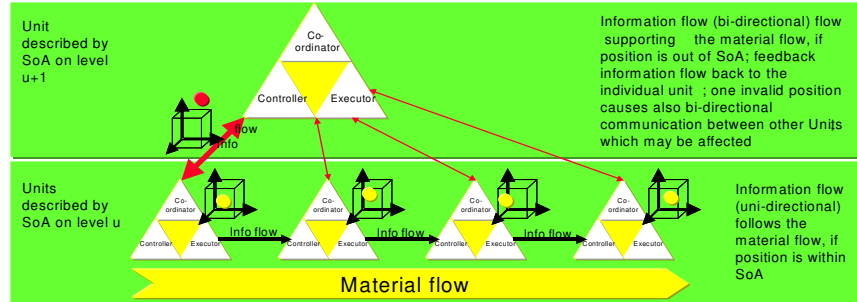 Unit
described by
SoA on level
u+1
Co-
ordinator
Controller
Executor
flow
Info
Information flow (bi-directional) flow
supporting the material flow, if
position is out of SoA; feedback
information flow back to the
individual unit ; one invalid position
causes also bi-directional
communication between other Units
which may be affected
Units
described by
SoA on level u
Co-
ordinator
Controller Executor
Info flow
Co-
ordinator
Controller Executor
Info flow
Co-
ordinator
Controller Executor
Info flow
Co-
ordinator
Controller Executor
Information flow
(uni-directional)
follows the
material flow, if
position is within
SoA
Material flow